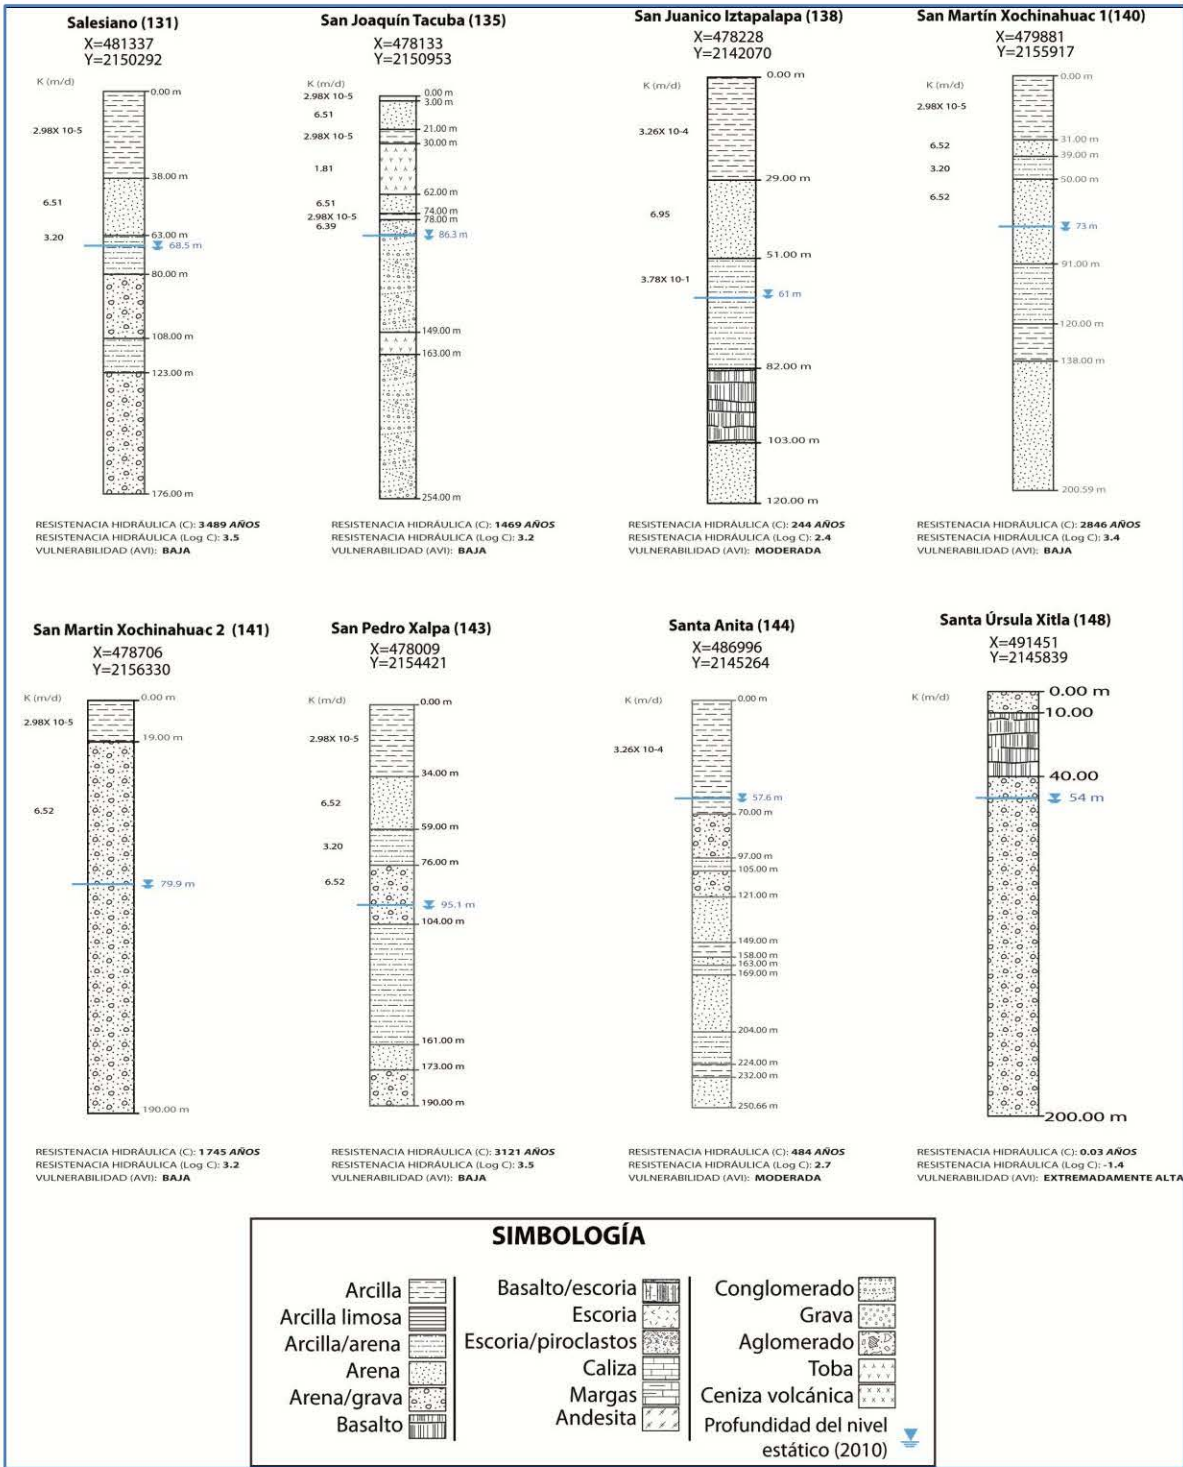 Salesiano (131)
X=481337
Y=2150292
K (m/d)
0.00 m
2.98X 10-5
38.00 m
6.51
63.00 m
3.20
68.5 m
80.00 m
108.00 m
123.00 m
176.00 m
RESISTENACIA HIDRÁULICA (C): 3489 AÑOS
RESISTENACIA HIDRÁULICA (Log C): 3.5
VULNERABILIDAD (AVI): BAJA
San Joaquín Tacuba (135)
X=478133
Y=2150953
K (m/d)
2.98X 10-5
0.00 m
3.00 m
6.51
21.00 m
2.98X 10-5
30.00 m
1.81
62.00 m
6.51
74.00 m
2.98X 10-5
78.00 m
6.39
86.3 m
149.00 m
163.00 m
254.00 m
RESISTENACIA HIDRÁULICA (C): 1469 AÑOS
RESISTENACIA HIDRÁULICA (Log C): 3.2
VULNERABILIDAD (AVI): BAJA
San Juanico Iztapalapa (138)
X=478228
Y=2142070
K (m/d)
0.00 m
3.26X 10-4
29.00 m
6.95
51.00 m
3.78X 10-1
61 m
82.00 m
103.00 m
120.00 m
RESISTENACIA HIDRÁULICA (C): 244 AÑOS
RESISTENACIA HIDRÁULICA (Log C): 2.4
VULNERABILIDAD (AVI): MODERADA
San Martín Xochinahuac 1(140)
X=479881
Y=2155917
K (m/d)
0.00 m
2.98X 10-5
31.00 m
6.52
39.00 m
3.20
50.00 m
6.52
73 m
91.00 m
120.00 m
138.00 m
200.59 m
RESISTENACIA HIDRÁULICA (C): 2846 AÑOS
RESISTENACIA HIDRÁULICA (Log C): 3.4
VULNERABILIDAD (AVI): BAJA
San Martin Xochinahuac 2 (141)
X=478706
Y=2156330
K (m/d)
0.00 m
2.98X 10-5
19.00 m
6.52
79.9 m
190.00 m
RESISTENACIA HIDRÁULICA (C): 1745 AÑOS
RESISTENACIA HIDRÁULICA (Log C): 3.2
VULNERABILIDAD (AVI): BAJA
San Pedro Xalpa (143)
X=478009
Y=2154421
K (m/d)
0.00 m
2.98X 10-5
34.00 m
6.52
59.00 m
3.20
76.00 m
6.52
95.1 m
104.00 m
161.00 m
173.00 m
190.00 m
RESISTENACIA HIDRÁULICA (C): 3121 AÑOS
RESISTENACIA HIDRÁULICA (Log C): 3.5
VULNERABILIDAD (AVI): BAJA
Santa Anita (144)
X=486996
Y=2145264
K (m/d)
0.00 m
3.26X 10-4
57.6 m
70.00 m
97.00 m
105.00 m
121.00 m
149.00 m
158.00 m
163.00 m
169.00 m
204.00 m
224.00 m
232.00 m
250.66 m
RESISTENACIA HIDRÁULICA (C): 484 AÑOS
RESISTENACIA HIDRÁULICA (Log C): 2.7
VULNERABILIDAD (AVI): MODERADA
Santa Úrsula Xitla (148)
X=491451
Y=2145839
K (m/d)
0.00 m
10.00
40.00
54 m
200.00 m
RESISTENACIA HIDRÁULICA (C): 0.03 AÑOS
RESISTENACIA HIDRÁULICA (Log C): -1.4
VULNERABILIDAD (AVI): EXTREMADAMENTE ALTA
SIMBOLOGÍA
Arcilla
Arcilla limosa
Arcilla/arena
Arena
Arena/grava
Basalto
Basalto/escoria
Escoria
Escoria/piroclastos
Caliza
Margas
Andesita
Conglomerado
Grava
Aglomerado
Toba
Ceniza volcánica
Profundidad del nivel
estático (2010)